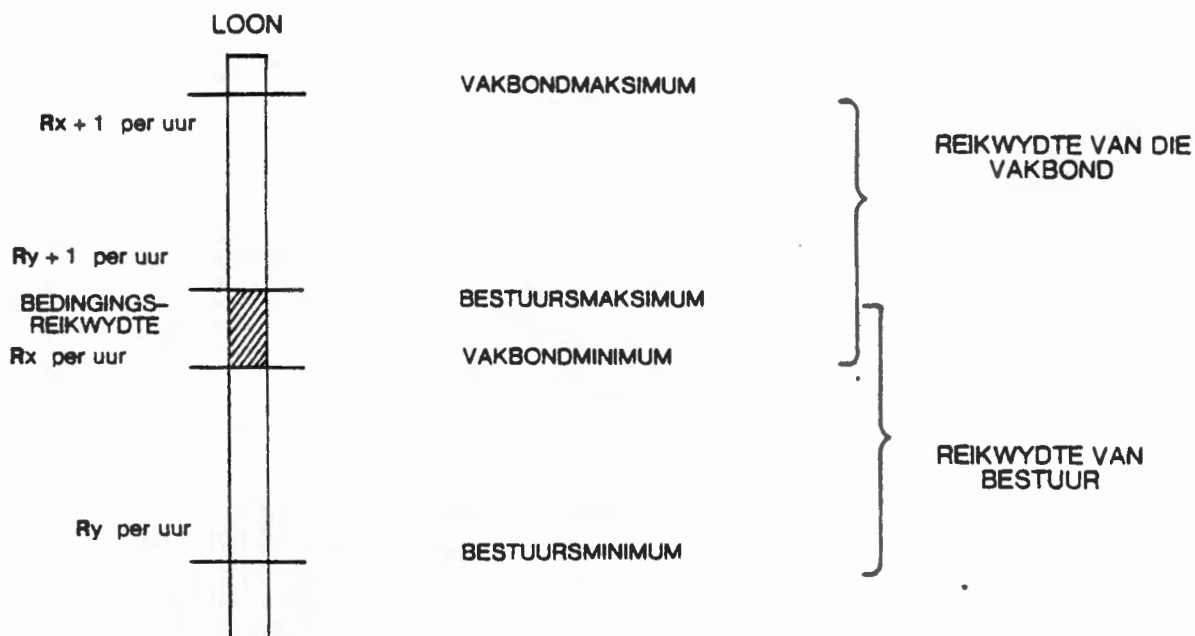 LOON
VAKBONDMAKSIMUM
Rx + 1 per uur
REIKWYDTE VAN DIE
VAKBOND
Ry + 1 per uur
BEDINGINGS–
REIKWYDTE
BESTUURSMAKSIMUM
Rx per uur
VAKBONDMINIMUM
REIKWYDTE VAN
BESTUUR
Ry per uur
BESTUURSMINIMUM